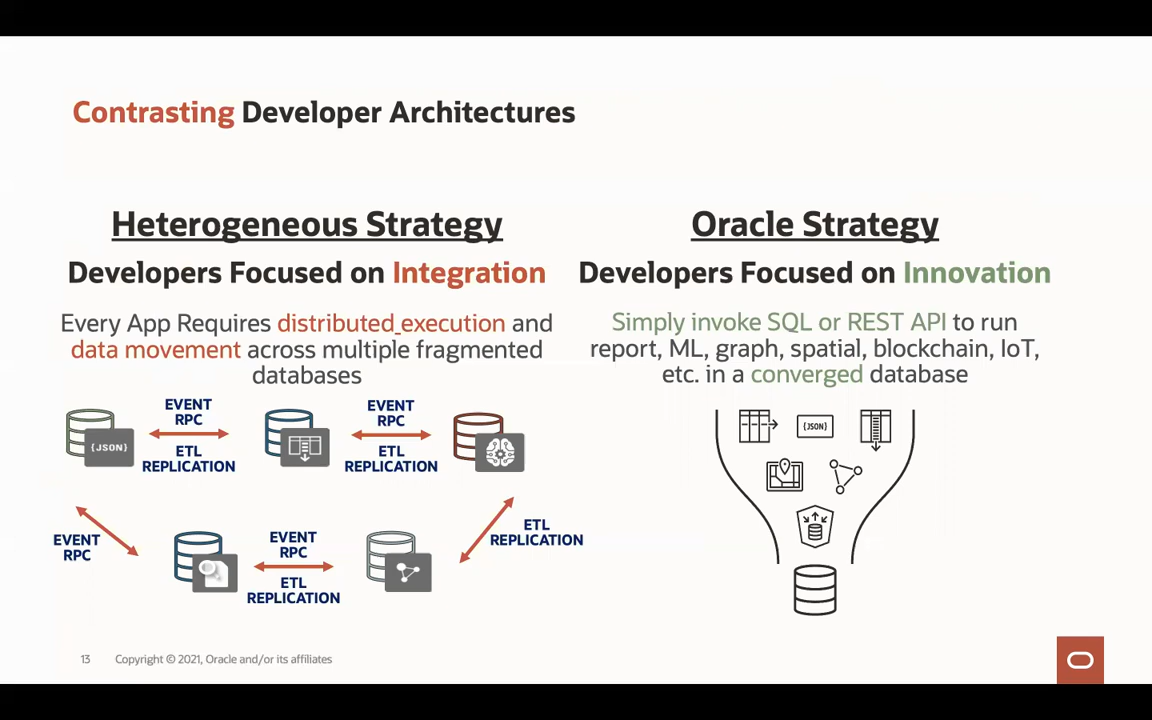 Contrasting Developer Architectures
Heterogeneous Strategy
Developers Focused on Integration
Every App Requires distributed execution and
data movement across multiple fragmented
databases
{JSON}
EVENT
RPC
ETL
REPLICATION
EVENT
RPC
ETL
REPLICATION
EVENT
RPC
EVENT
RPC
ETL
REPLICATION
ETL
REPLICATION
Oracle Strategy
Developers Focused on Innovation
Simply invoke SQL or REST API to run
report, ML, graph, spatial, blockchain, IoT,
etc. in a converged database
{JSON}
13 Copyright © 2021, Oracle and/or its affiliates